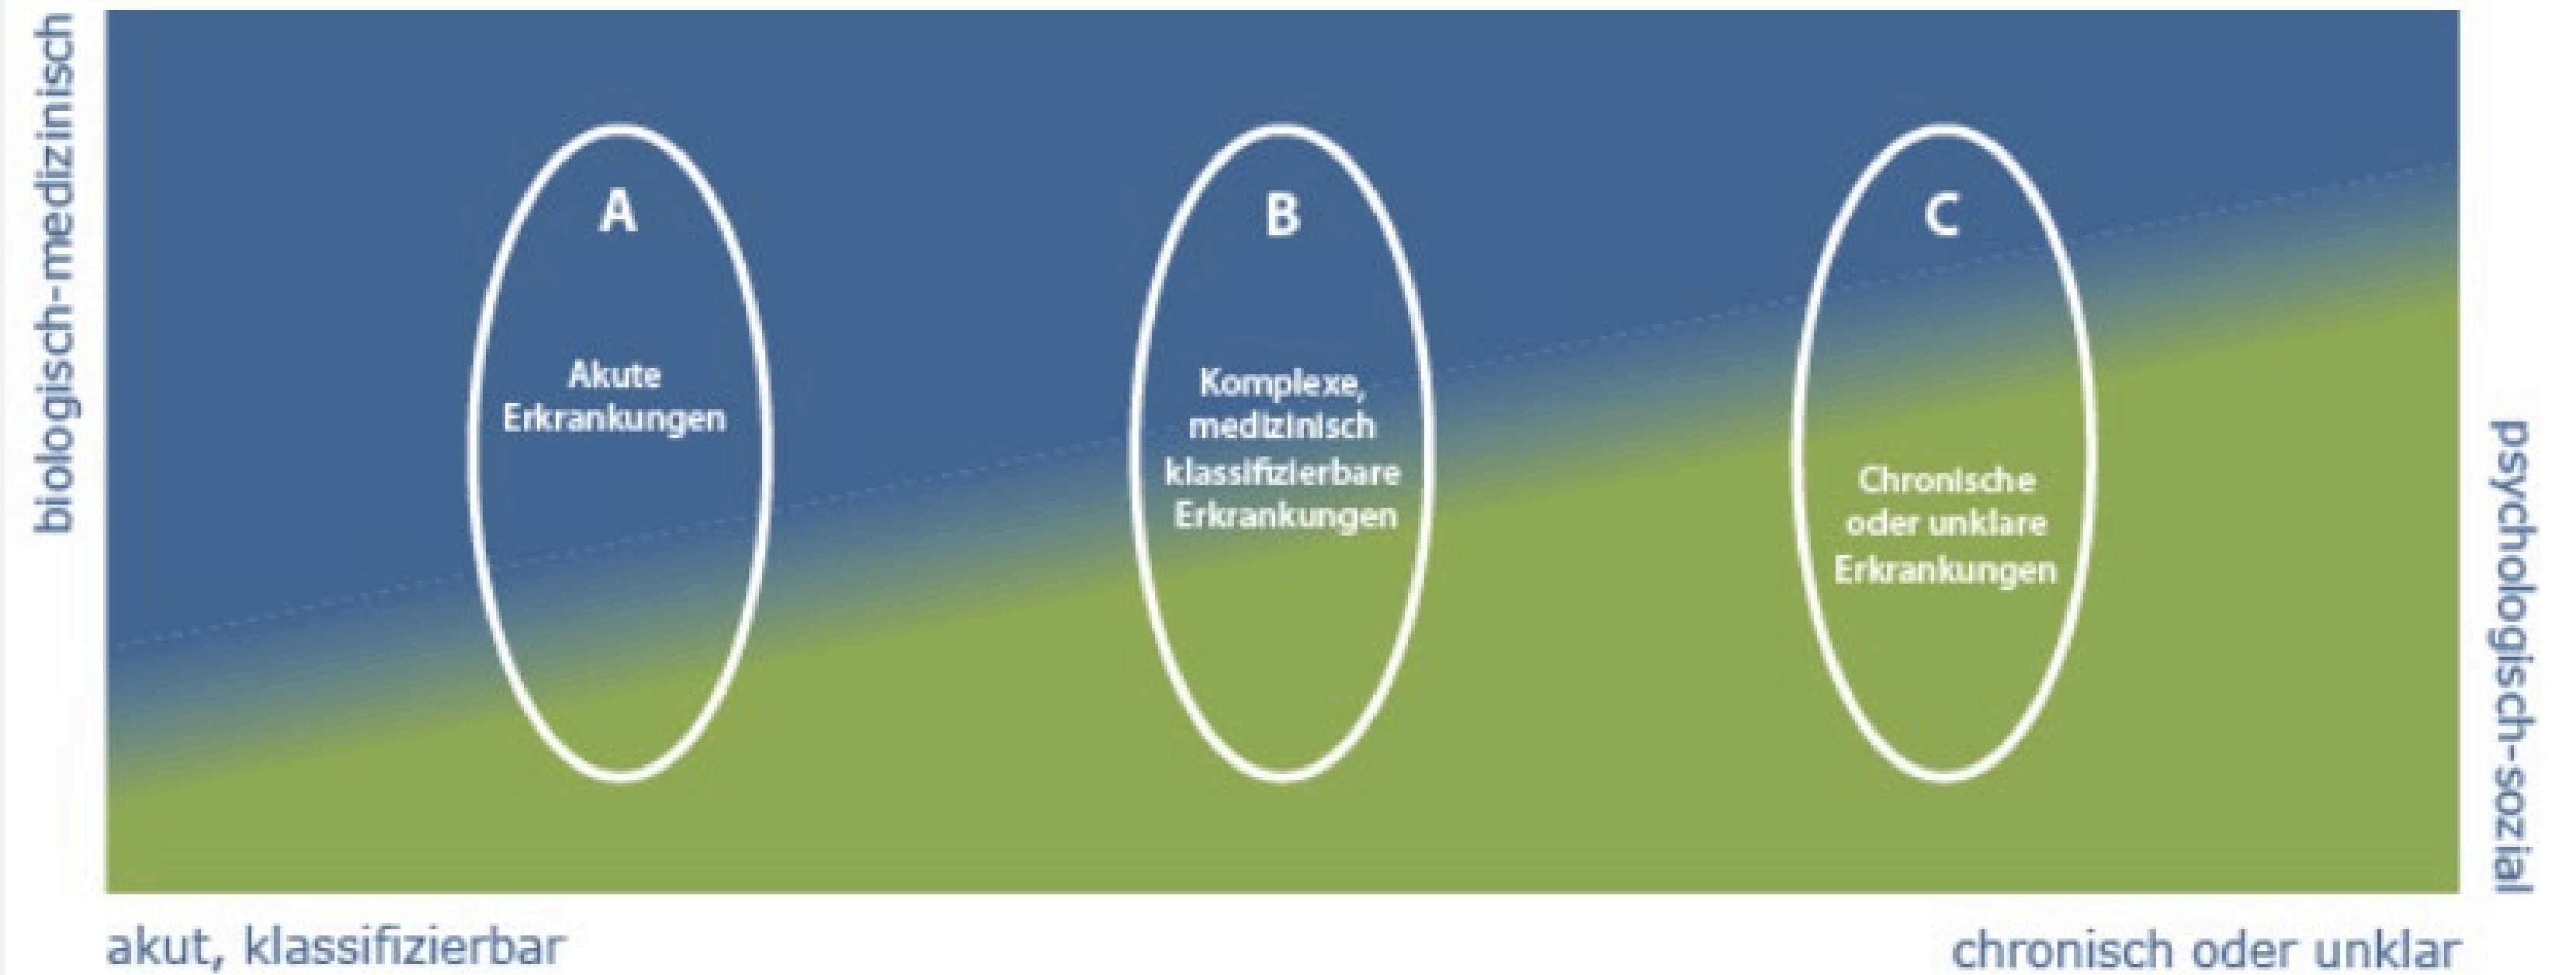 biologisch-medizinisch
A
Akute
Erkrankungen
B
Komplexe,
medizinisch
klassifizierbare
Erkrankungen
C
Chronische
oder unklare
Erkrankungen
psychologisch-sozial
akut, klassifizierbar
chronisch oder unklar